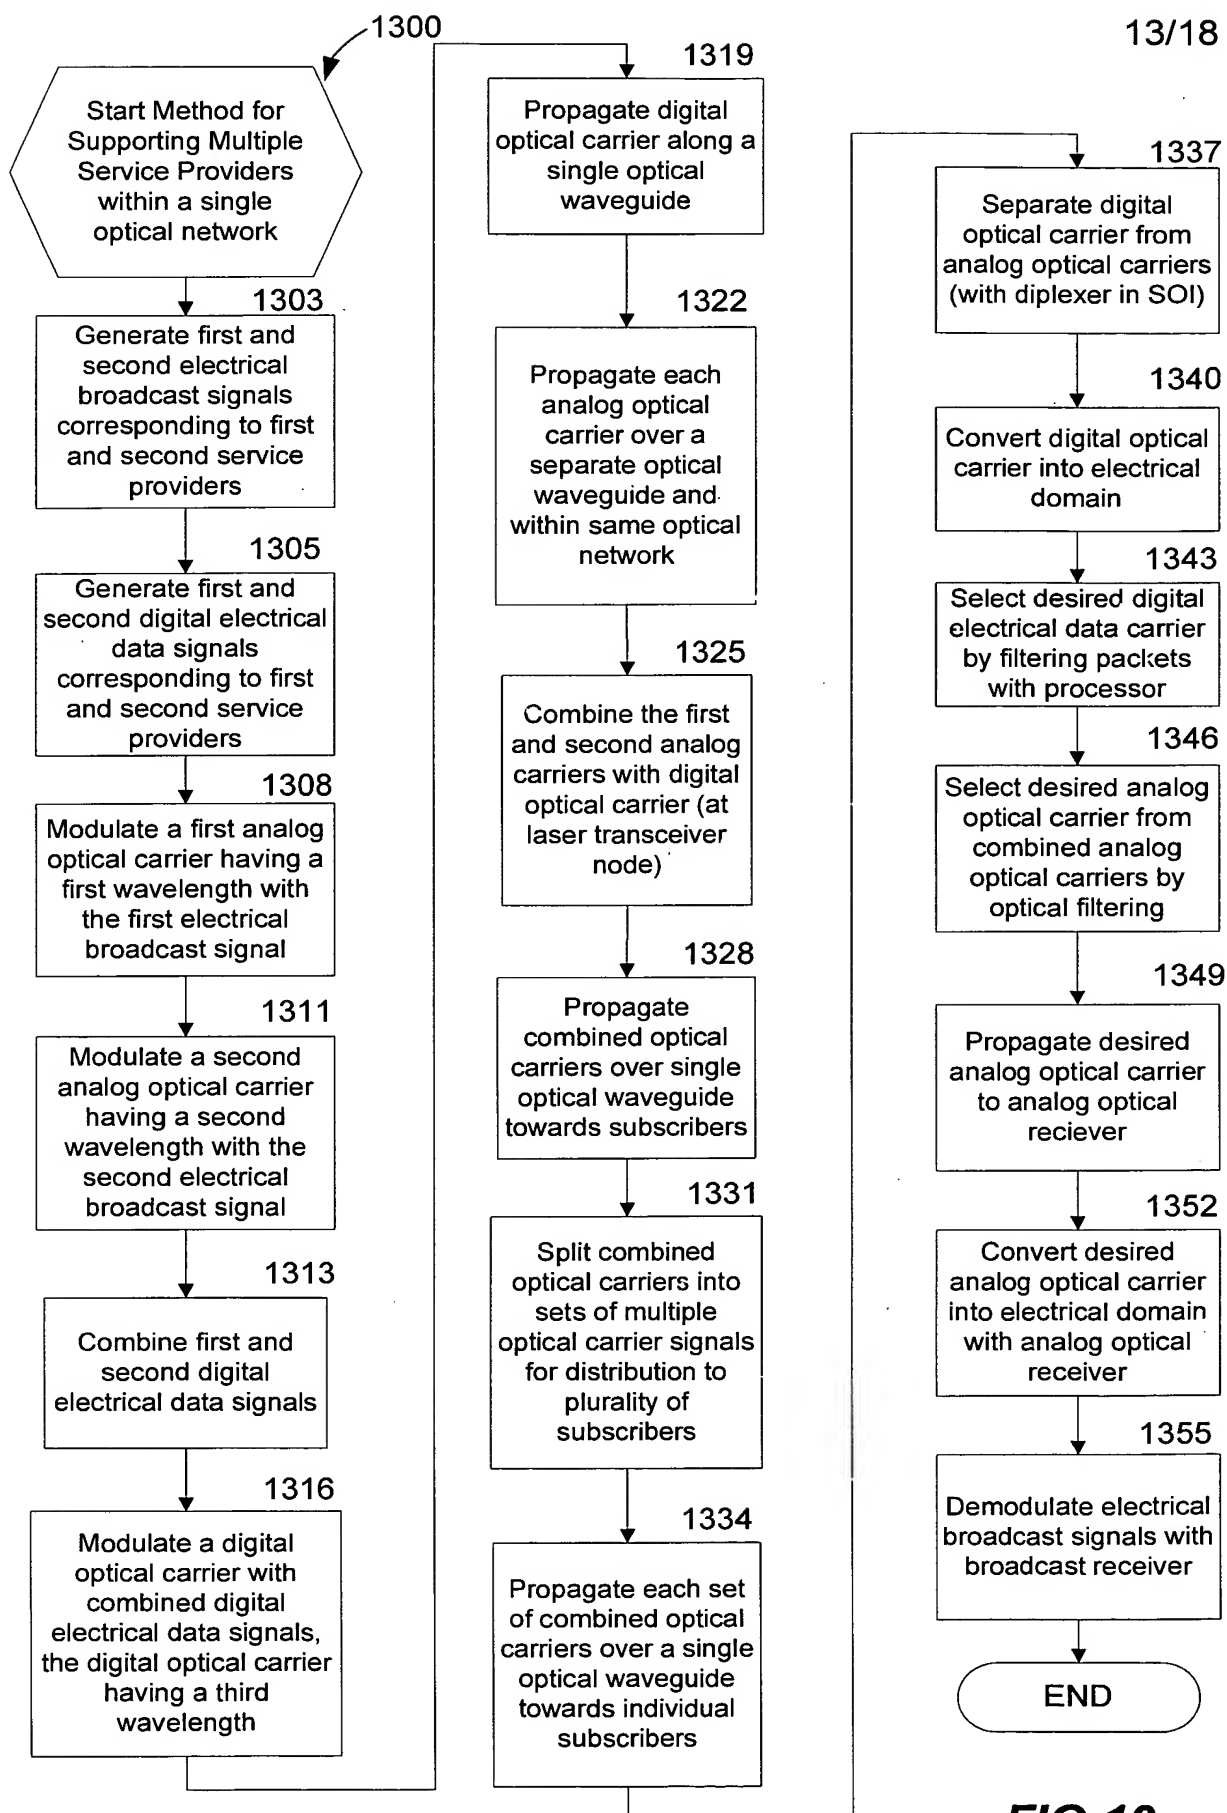 13/18
1300
Start Method for
Supporting Multiple
Service Providers
within a single
optical network
1303
Generate first and
second electrical
broadcast signals
corresponding to first
and second service
providers
1305
Generate first and
second digital electrical
data signals
corresponding to first
and second service
providers
1308
Modulate a first analog
optical carrier having a
first wavelength with
the first electrical
broadcast signal
1311
Modulate a second
analog optical carrier
having a second
wavelength with the
second electrical
broadcast signal
1313
Combine first and
second digital
electrical data signals
1316
Modulate a digital
optical carrier with
combined digital
electrical data signals,
the digital optical carrier
having a third
wavelength
1319
Propagate digital
optical carrier along a
single optical
waveguide
1322
Propagate each
analog optical
carrier over a
separate optical
waveguide and
within same optical
network
1325
Combine the first
and second analog
carriers with digital
optical carrier (at
laser transceiver
node)
1328
Propagate
combined optical
carriers over single
optical waveguide
towards subscribers
1331
Split combined
optical carriers into
sets of multiple
optical carrier signals
for distribution to
plurality of
subscribers
1334
Propagate each set
of combined optical
carriers over a single
optical waveguide
towards individual
subscribers
1337
Separate digital
optical carrier from
analog optical carriers
(with diplexer in SOI)
1340
Convert digital optical
carrier into electrical
domain
1343
Select desired digital
electrical data carrier
by filtering packets
with processor
1346
Select desired analog
optical carrier from
combined analog
optical carriers by
optical filtering
1349
Propagate desired
analog optical carrier
to analog optical
reciever
1352
Convert desired
analog optical carrier
into electrical domain
with analog optical
receiver
1355
Demodulate electrical
broadcast signals with
broadcast receiver
END